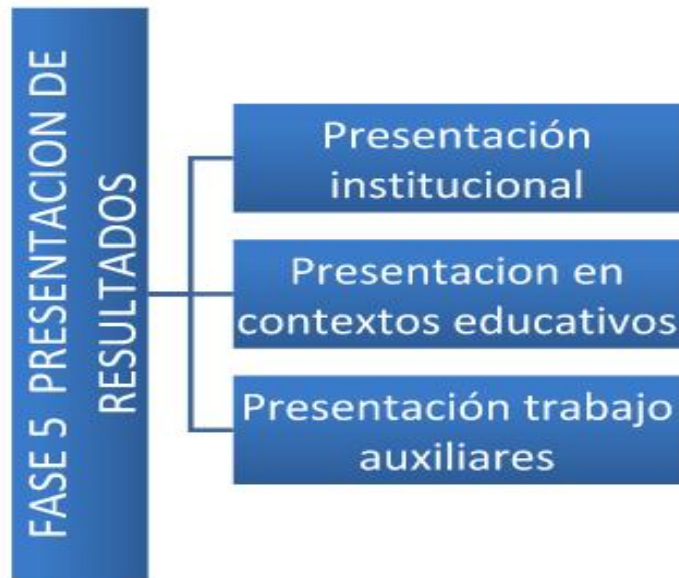 FASE 5 PRESENTACION DE
RESULTADOS
Presentación
institucional
Presentacion en
contextos educativos
Presentación trabajo
auxiliares